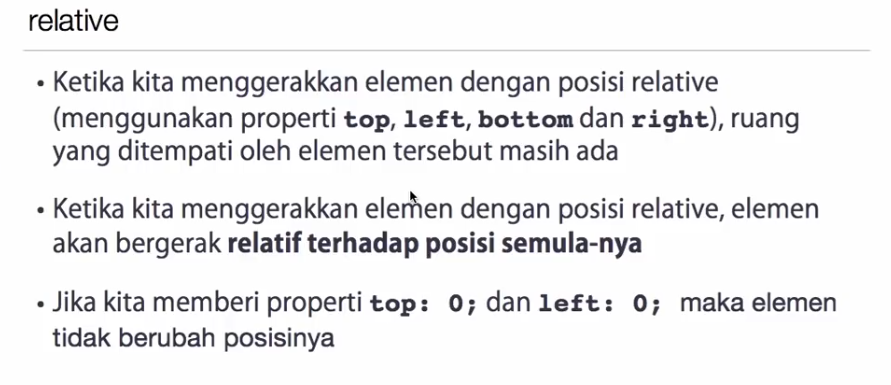 relative
• Ketika kita menggerakkan elemen dengan posisi relative
(menggunakan properti top, left, bottom dan right), ruang
yang ditempati oleh elemen tersebut masih ada
• Ketika kita menggerakkan elemen dengan posisi relative, elemen
akan bergerak relatif terhadap posisi semula-nya
• Jika kita memberi properti top: 0; dan left: 0; maka elemen
tidak berubah posisinya